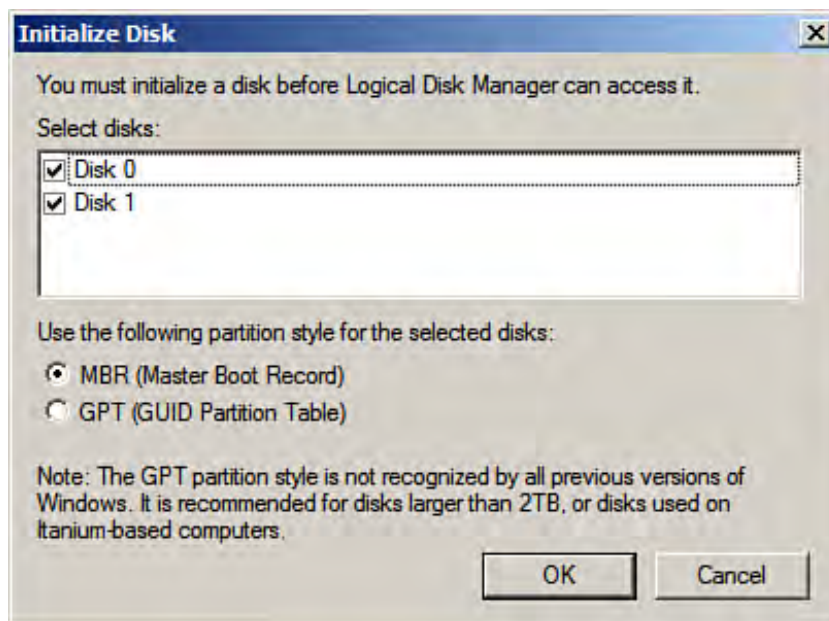 Initialize Disk
You must initialize a disk before Logical Disk Manager can access it.
Select disks:
Disk 0
Disk 1
Use the following partition style for the selected disks:
MBR (Master Boot Record)
GPT (GUID Partition Table)
Note: The GPT partition style is not recognized by all previous versions of
Windows. It is recommended for disks larger than 2TB, or disks used on
Itanium-based computers.
OK Cancel